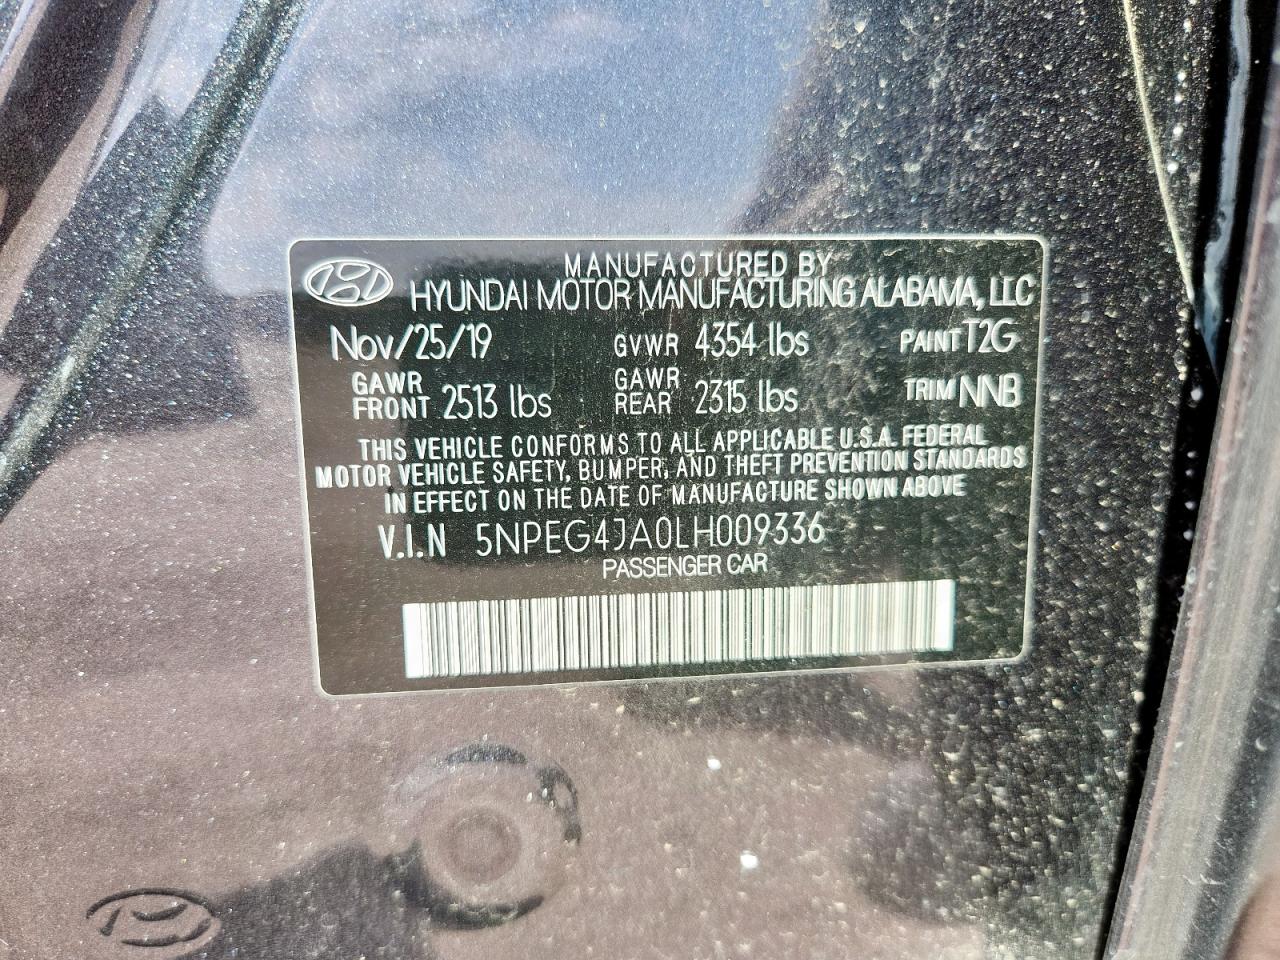 MANUFACTURED BY
HYUNDAI MOTOR MANUFACTURING ALABAMA, LLC
Nov/25/19 GVWR 4354 lbs PAINT T2G
GAWR FRONT 2513 lbs GAWR REAR 2315 lbs TRIM NNB
THIS VEHICLE CONFORMS TO ALL APPLICABLE U.S.A. FEDERAL
MOTOR VEHICLE SAFETY, BUMPER, AND THEFT PREVENTION STANDARDS
IN EFFECT ON THE DATE OF MANUFACTURE SHOWN ABOVE
V.I.N 5NPEG4JA0LH009336
PASSENGER CAR